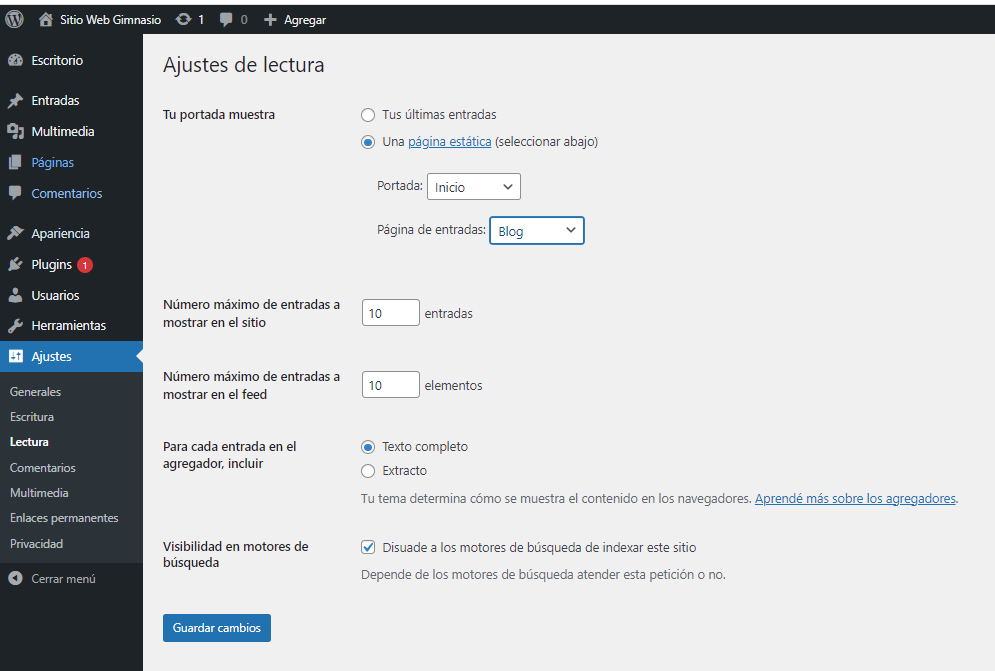 Sitio Web Gimnasio 1 0 Agregar
Escritorio
Entradas
Multimedia
Páginas
Comentarios
Apariencia
Plugins 1
Usuarios
Herramientas
Ajustes
Generales
Escritura
Lectura
Comentarios
Multimedia
Enlaces permanentes
Privacidad
Cerrar menú
Ajustes de lectura
Tu portada muestra
Tus últimas entradas
Una página estática (seleccionar abajo)
Portada: Inicio
Página de entradas: Blog
Número máximo de entradas a
mostrar en el sitio
10 entradas
Número máximo de entradas a
mostrar en el feed
10 elementos
Para cada entrada en el
agregador, incluir
Texto completo
Extracto
Tu tema determina cómo se muestra el contenido en los navegadores. Aprendé más sobre los agregadores.
Visibilidad en motores de
búsqueda
Disuade a los motores de búsqueda de indexar este sitio
Depende de los motores de búsqueda atender esta petición o no.
Guardar cambios